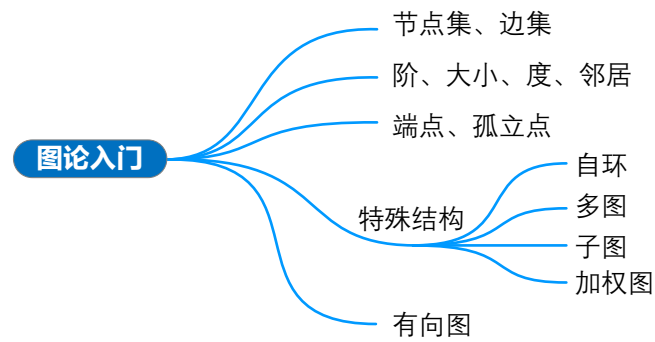 图论入门
节点集、边集
阶、大小、度、邻居
端点、孤立点
特殊结构
自环
多图
子图
加权图
有向图